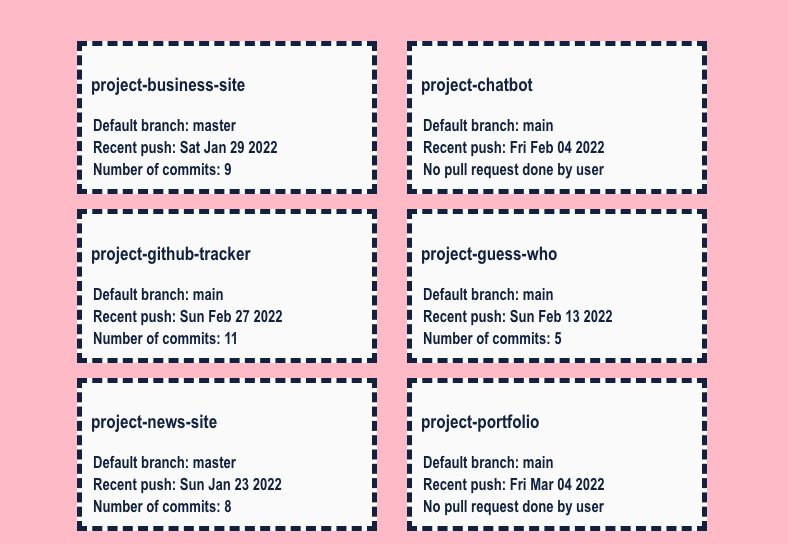 project-business-site
Default branch: master
Recent push: Sat Jan 29 2022
Number of commits: 9
project-chatbot
Default branch: main
Recent push: Fri Feb 04 2022
No pull request done by user
project-github-tracker
Default branch: main
Recent push: Sun Feb 27 2022
Number of commits: 11
project-guess-who
Default branch: main
Recent push: Sun Feb 13 2022
Number of commits: 5
project-news-site
Default branch: master
Recent push: Sun Jan 23 2022
Number of commits: 8
project-portfolio
Default branch: main
Recent push: Fri Mar 04 2022
No pull request done by user